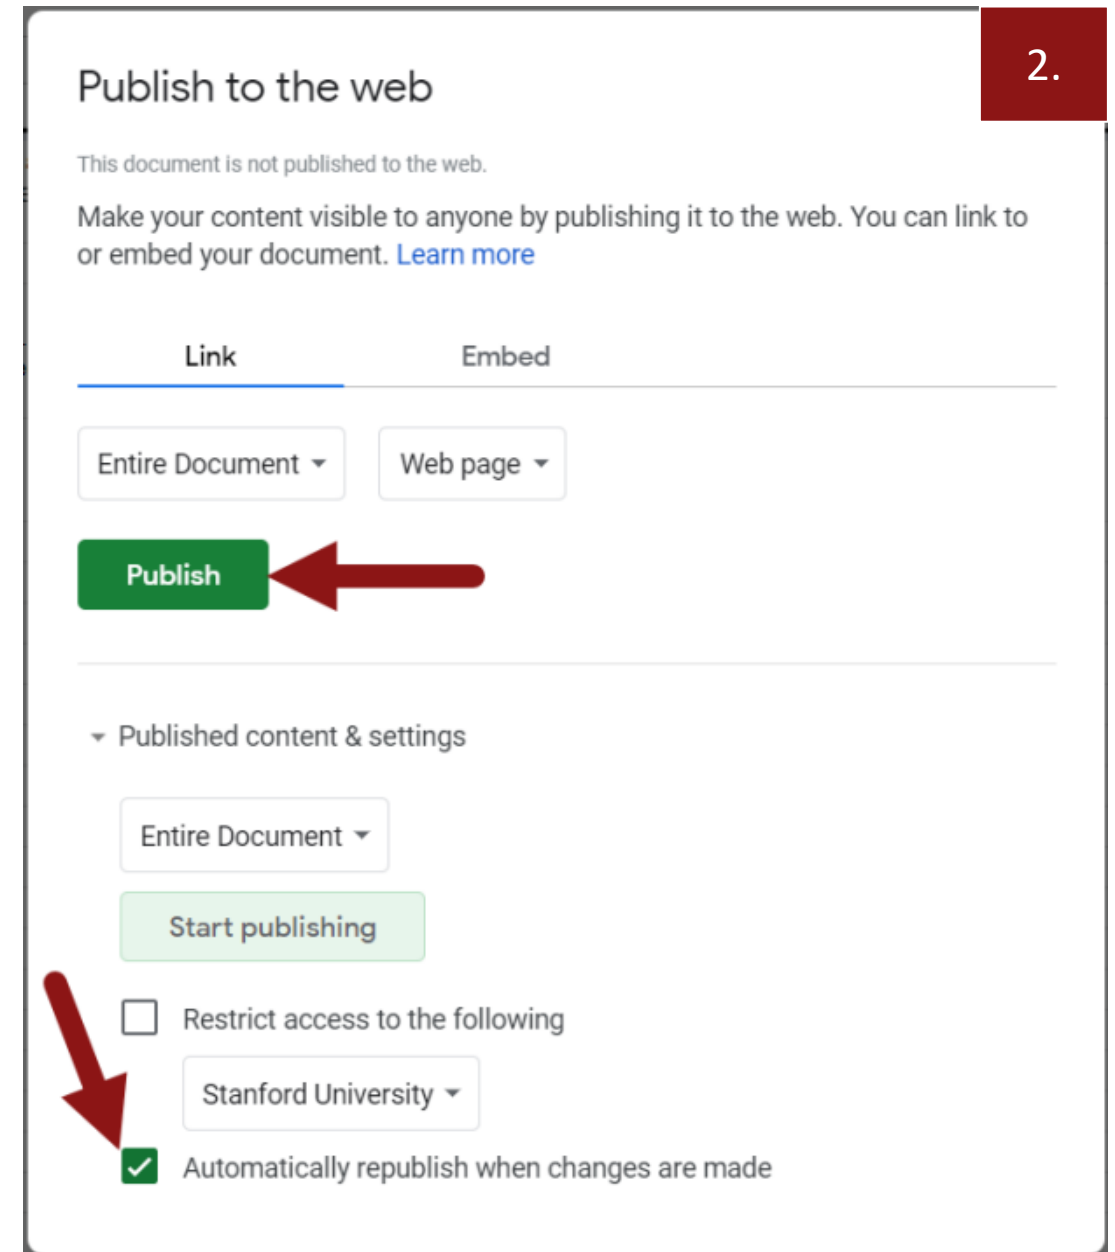 2.
Publish to the web
This document is not published to the web.
Make your content visible to anyone by publishing it to the web. You can link to
or embed your document. Learn more
Link Embed
Entire Document Web page
Publish
Published content & settings
Entire Document
Start publishing
Restrict access to the following
Stanford University
Automatically republish when changes are made